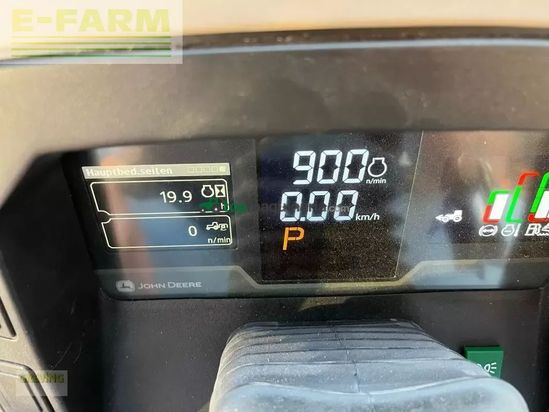 E-FARM
Hauptbed.seiten
900
n/min
19.9
0.00
km/h
0
n/min
P
JOHN DEERE